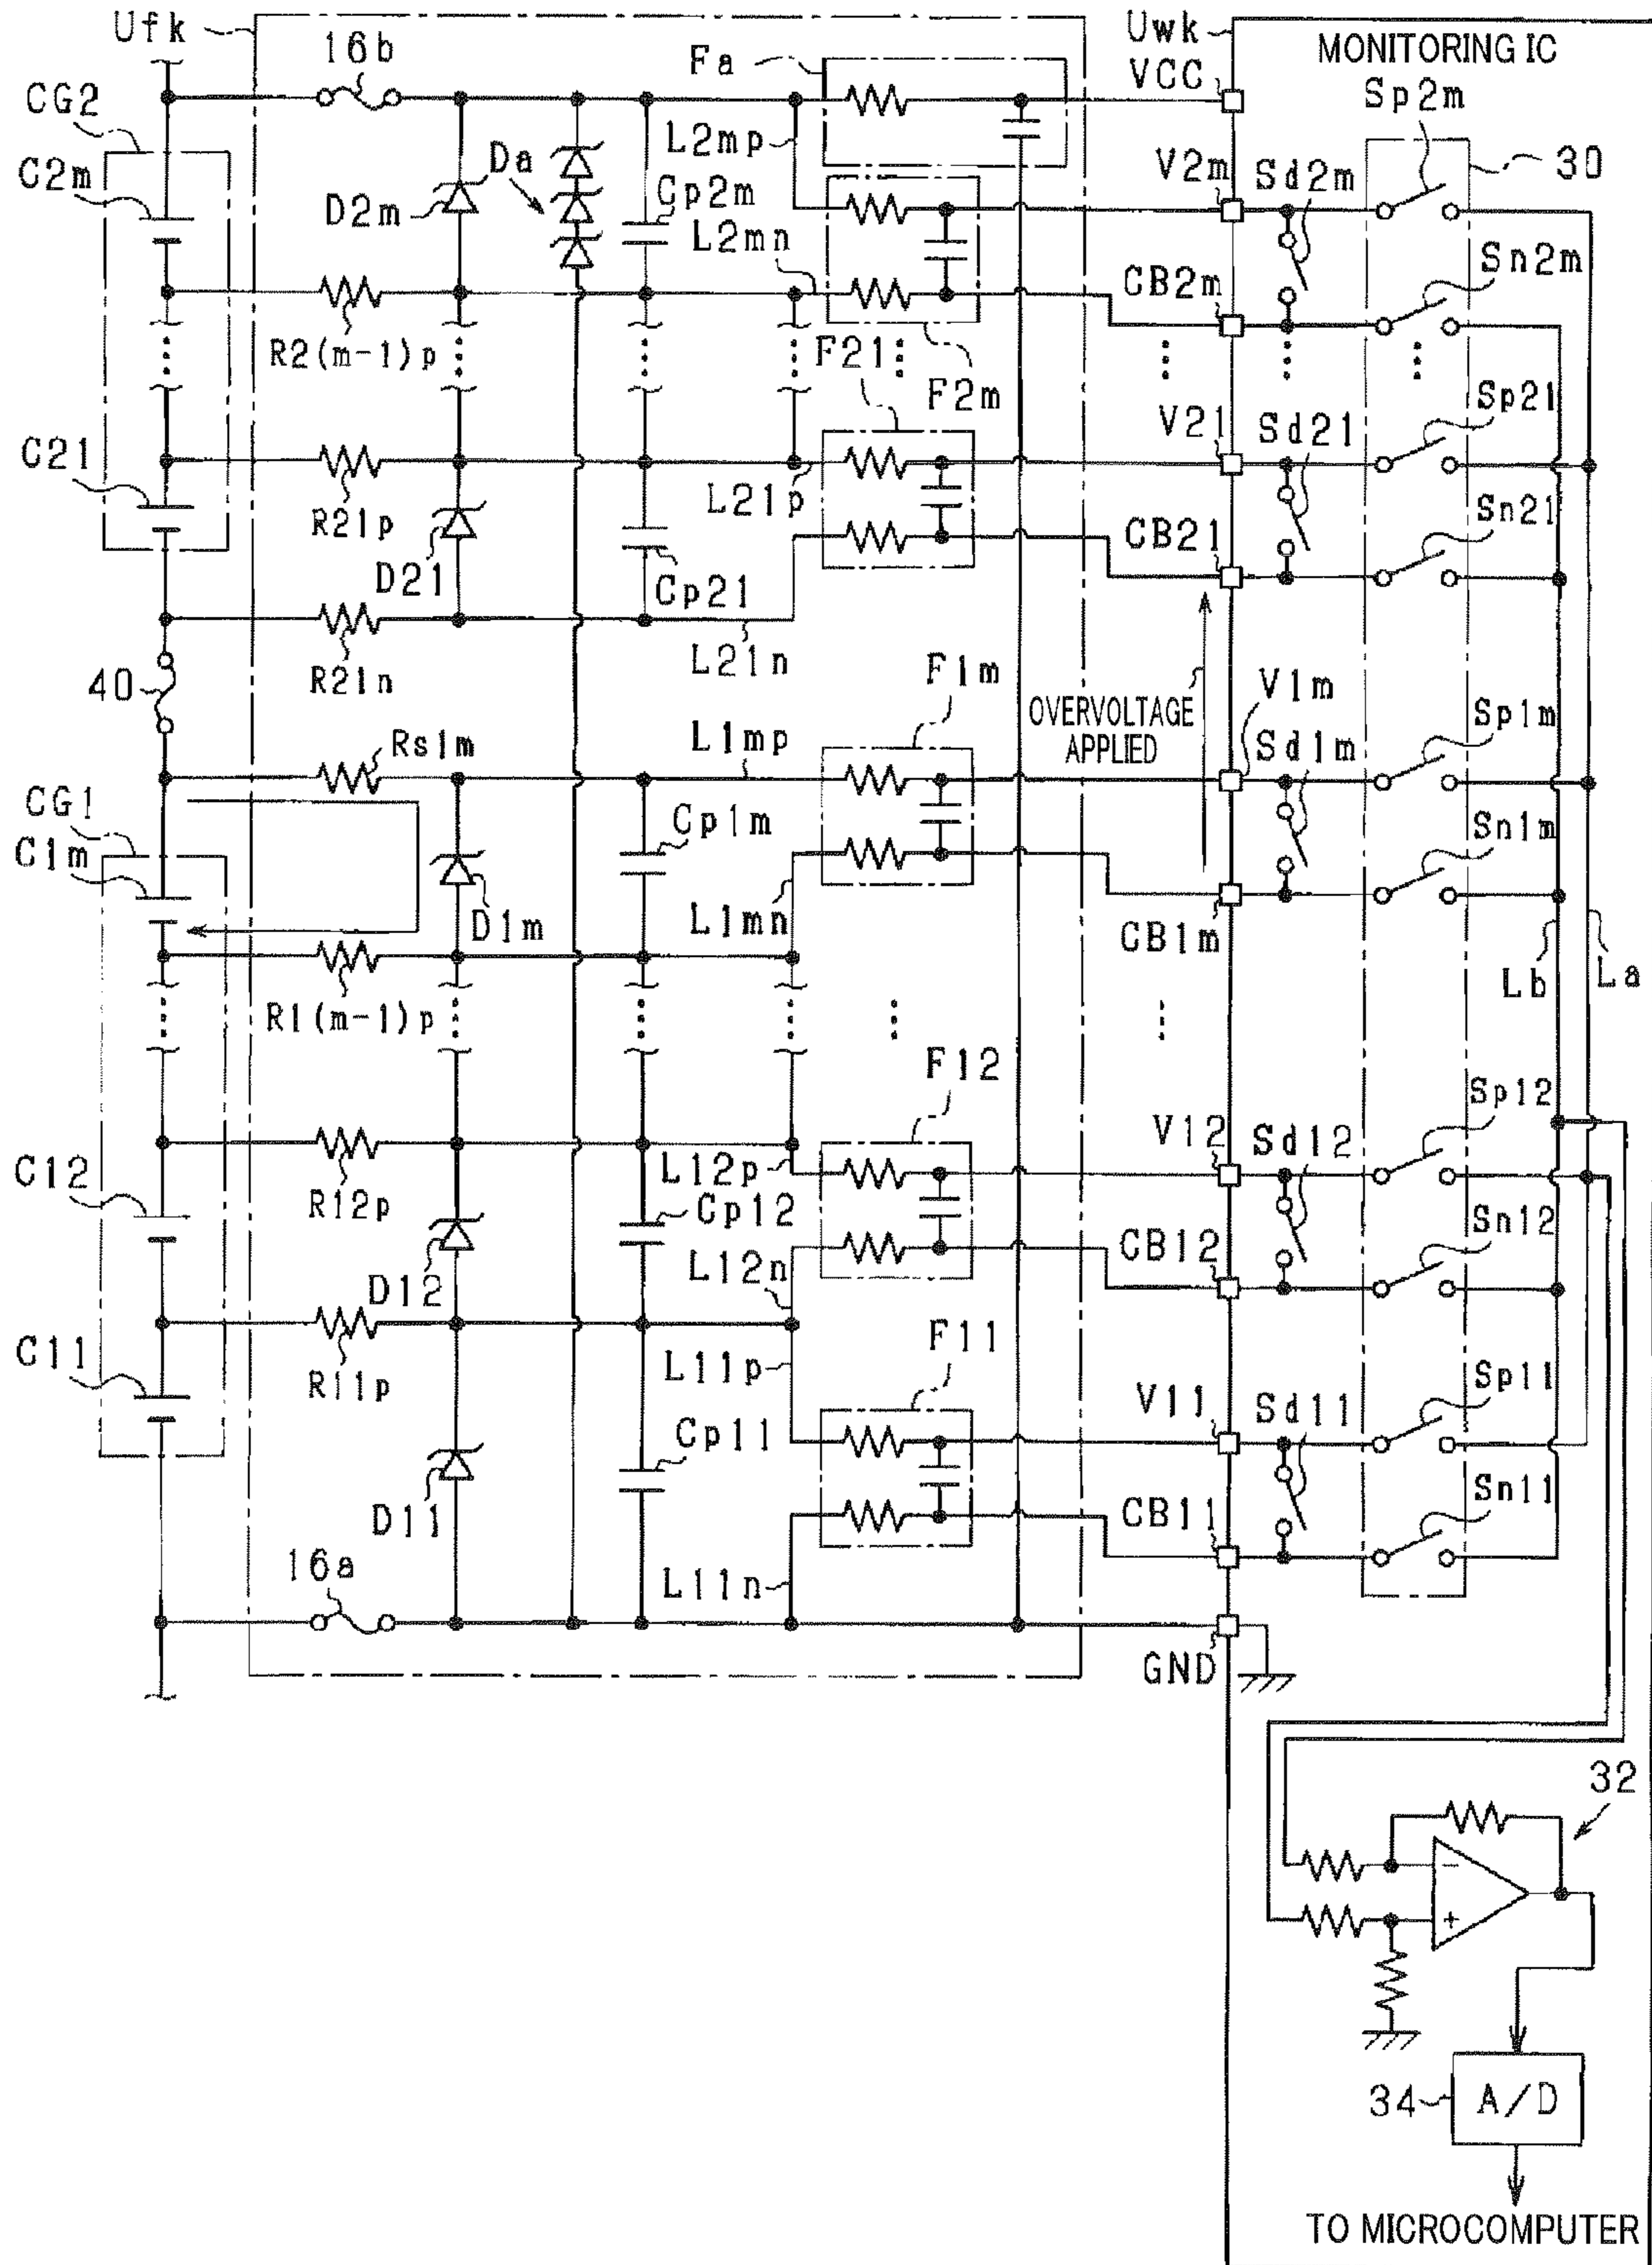 Ufk
16b
Fa
Uwk
VCC
MONITORING IC
Sp2m
CG2
C2m
D2m
Da
Cp2m
L2mp
L2mn
V2m
Sd2m
30
Sn2m
CB2m
R2(m-1)p
F21
F2m
Sp21
V21
Sd21
C21
R21p
D21
L21p
Cp21
CB21
Sn21
R21n
L21n
40
F1m
V1m
OVERVOLTAGE
APPLIED
Sp1m
Sd1m
Rs1m
L1mp
CG1
C1m
Cp1m
Sn1m
D1m
L1mn
CB1m
Lb
La
R1(m-1)p
F12
Sp12
V12
Sd12
L12p
C12
R12p
Cp12
Sn12
CB12
L12n
D12
F11
C11
R11p
L11p
Sp11
V11
Sd11
Cp11
D11
Sn11
CB11
16a
L11n
GND
32
−
+
34
A/D
TO MICROCOMPUTER